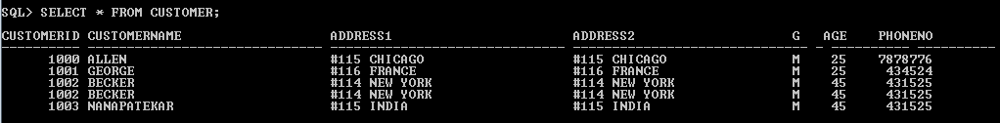 SQL> SELECT * FROM CUSTOMER;
CUSTOMERID CUSTOMERNAME ADDRESS1 ADDRESS2 G AGE PHONENO
1000 ALLEN #115 CHICAGO #115 CHICAGO M 25 7878776
1001 GEORGE #116 FRANCE #116 FRANCE M 25 434524
1002 BECKER #114 NEW YORK #114 NEW YORK M 45 431525
1002 BECKER #114 NEW YORK #114 NEW YORK M 45 431525
1003 NANAPATEKAR #115 INDIA #115 INDIA M 45 431525